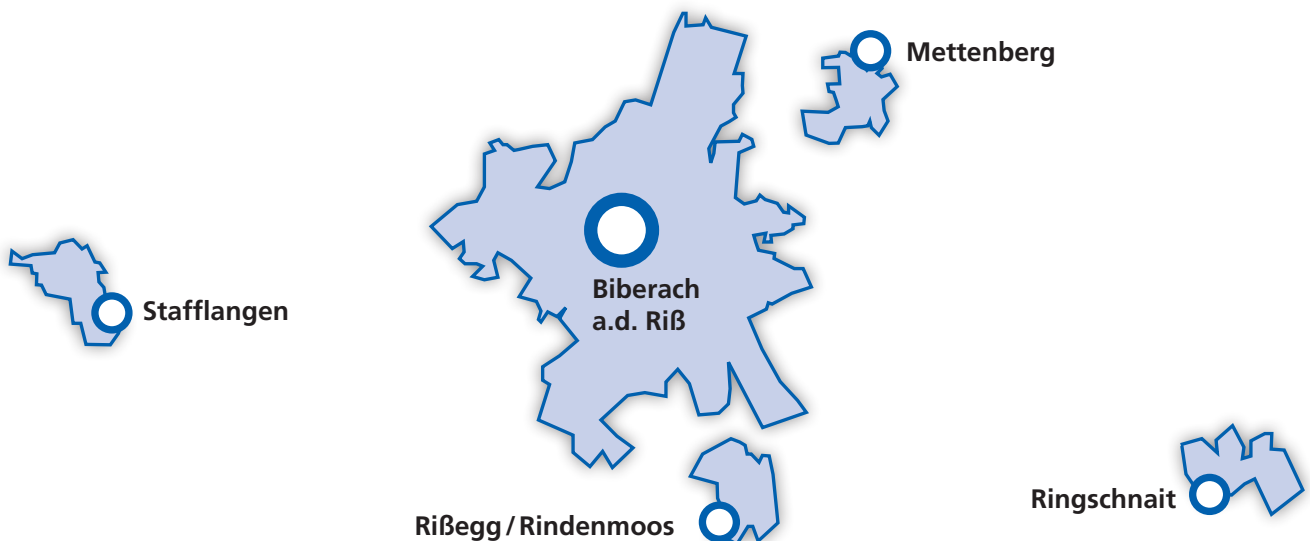 Mettenberg
Biberach
a.d. Riß
Stafflangen
Ringschnait
Rißegg / Rindenmoos